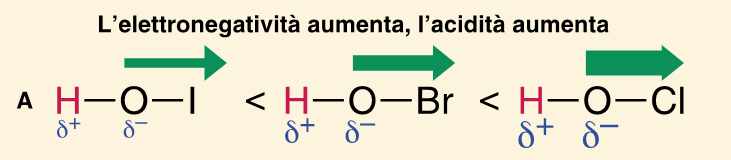 L'elettronegatività aumenta, l'acidità aumenta
A H—O—I < H—O—Br < H—O—Cl
δ+ δ− δ+ δ− δ+ δ−